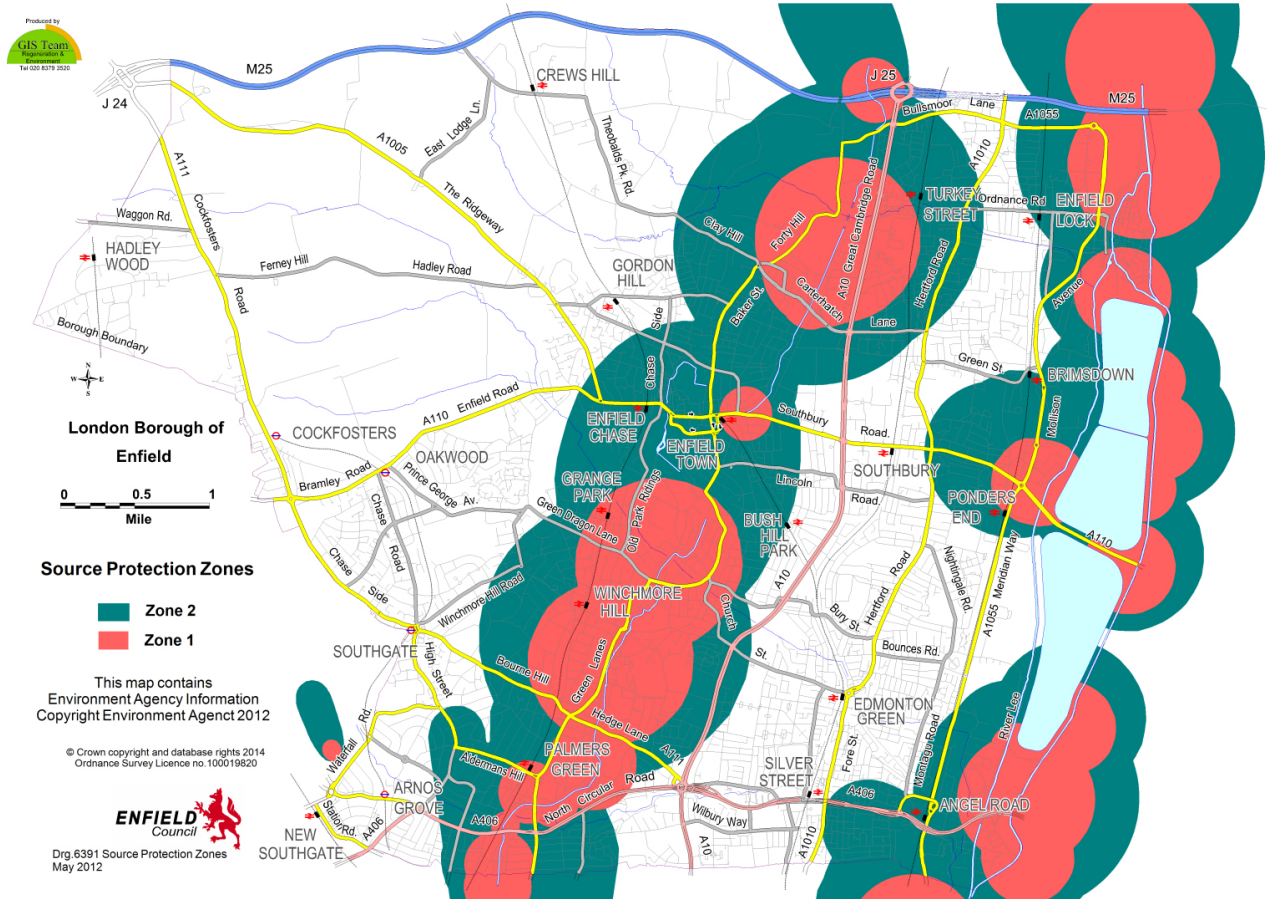 Produced by
GIS Team
Regeneration &
Environment
Tel 020 8379 3520
M25
J 24
CREWS HILL
J 25
Bullsmoor Lane
M25
A1055
A1005
East Lodge Ln.
Theobalds Pk. Rd
A1010
A111
The Ridgeway
TURKEY
STREET
Ordnance Rd
ENFIELD
LOCK
Waggon Rd.
Cockfosters
Road
HADLEY
WOOD
Ferney Hill
Hadley Road
GORDON
HILL
Clay Hill
Forty Hill
A10 Great Cambridge Road
Hertford Road
Carterhatch
Lane
Baker St.
Avenue
Mollison
Borough Boundary
N
W E
S
Chase
Side
Green St.
BRIMSDOWN
A110 Enfield Road
ENFIELD
CHASE
ENFIELD
TOWN
Southbury
Road.
SOUTHBURY
London Borough of
Enfield
COCKFOSTERS
OAKWOOD
Bramley Road
Prince George Av.
0 0.5 1
Mile
GRANGE
PARK
Green Dragon Lane
Old Park Ridings
Lincoln
Road.
BUSH
HILL
PARK
PONDERS
END
A110
Chase
Road
Chase
Side
Source Protection Zones
Zone 2
Zone 1
Winchmore Hill Road
WINCHMORE
HILL
Church
St.
A10
Bury St.
Hertford
Road
Nightingale Rd.
A1055 Meridian Way
Bounces Rd.
SOUTHGATE
High Street
Bourne Hill
Green Lanes
Hedge Lane
A111
EDMONTON
GREEN
River Lee
This map contains
Environment Agency Information
Copyright Environment Agenct 2012
© Crown copyright and database rights 2014
Ordnance Survey Licence no.100019820
Waterfall Rd.
Aldermans Hill
PALMERS
GREEN
SILVER
STREET
Fore St.
Montagu Road
ARNOS
GROVE
North Circular Road
A406
A406
A406
Wilbury Way
A10
A1010
ANGEL ROAD
Station Rd.
NEW
SOUTHGATE
ENFIELD
Council
Drg.6391 Source Protection Zones
May 2012